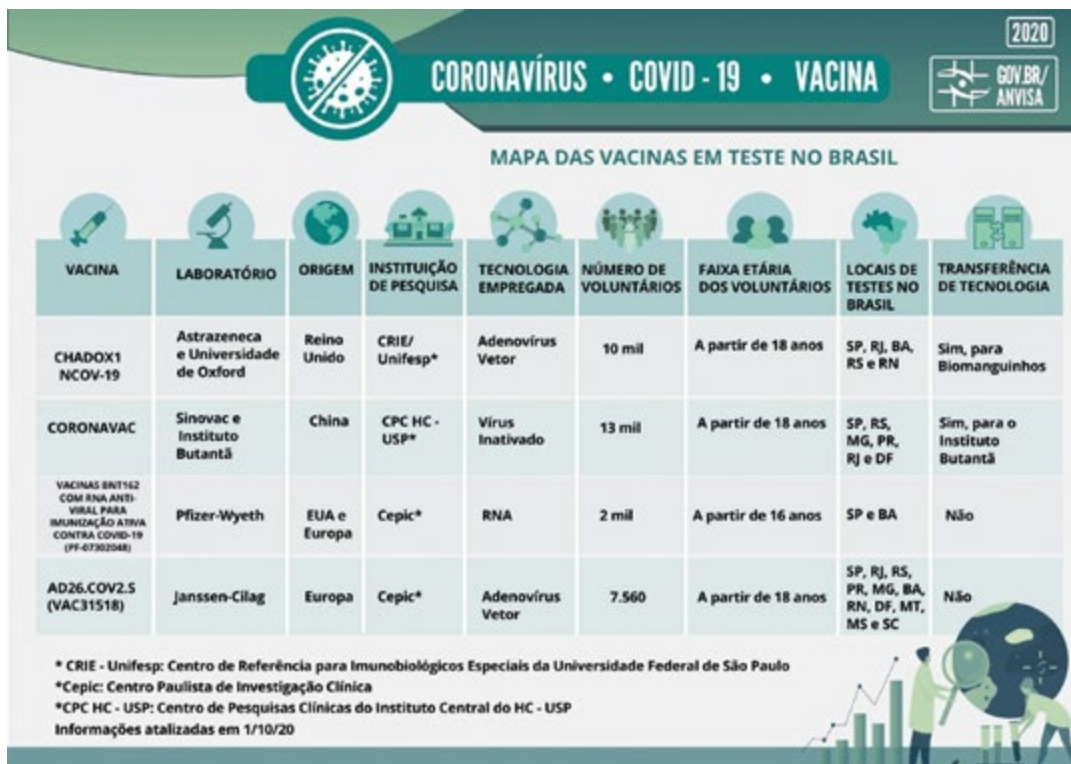 2020
CORONAVÍRUS • COVID - 19 • VACINA
GOV.BR/
ANVISA
MAPA DAS VACINAS EM TESTE NO BRASIL
VACINA
LABORATÓRIO
ORIGEM
INSTITUIÇÃO
DE PESQUISA
TECNOLOGIA
EMPREGADA
NÚMERO DE
VOLUNTÁRIOS
FAIXA ETÁRIA
DOS VOLUNTÁRIOS
LOCAIS DE
TESTES NO
BRASIL
TRANSFERÊNCIA
DE TECNOLOGIA
CHADOX1
NCOV-19
Astrazeneca
e Universidade
de Oxford
Reino
Unido
CRIE/
Unifesp*
Adenovírus
Vetor
10 mil
A partir de 18 anos
SP, RJ, BA,
RS e RN
Sim, para
Biomanguinhos
CORONAVAC
Sinovac e
Instituto
Butantã
China
CPC HC -
USP*
Vírus
Inativado
13 mil
A partir de 18 anos
SP, RS,
MG, PR,
RJ e DF
Sim, para o
Instituto
Butantã
VACINAS BNT162
COM RNA ANTI-
VIRAL PARA
IMUNIZAÇÃO ATIVA
CONTRA COVID-19
(PF-07302048)
Pfizer-Wyeth
EUA e
Europa
Cepic*
RNA
2 mil
A partir de 16 anos
SP e BA
Não
AD26.COV2.S
(VAC31518)
Janssen-Cilag
Europa
Cepic*
Adenovírus
Vetor
7.560
A partir de 18 anos
SP, RJ, RS,
PR, MG, BA,
RN, DF, MT,
MS e SC
Não
* CRIE - Unifesp: Centro de Referência para Imunobiológicos Especiais da Universidade Federal de São Paulo
*Cepic: Centro Paulista de Investigação Clínica
*CPC HC - USP: Centro de Pesquisas Clínicas do Instituto Central do HC - USP
Informações atalizadas em 1/10/20